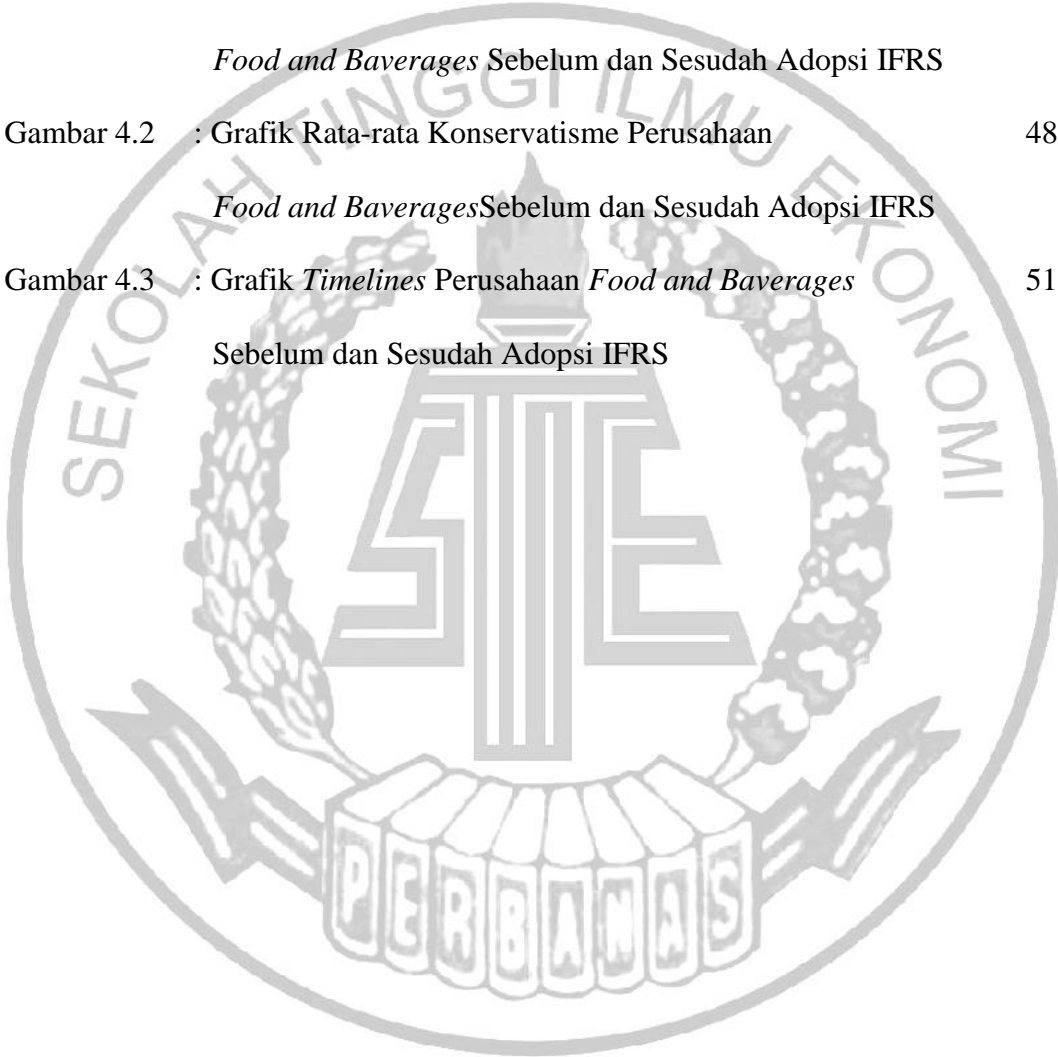 Food and Baverages Sebelum dan Sesudah Adopsi IFRS
Gambar 4.2 : Grafik Rata-rata Konservatisme Perusahaan 48
Food and BaveragesSebelum dan Sesudah Adopsi IFRS
Gambar 4.3 : Grafik Timelines Perusahaan Food and Baverages 51
Sebelum dan Sesudah Adopsi IFRS
SEKOLAH TINGGI ILMU EKONOMI
STIE
PERBANAS